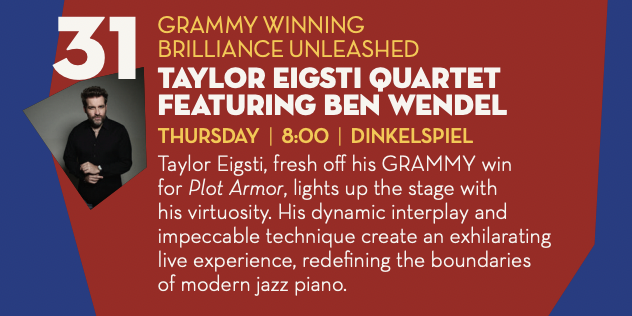 31
GRAMMY WINNING
BRILLIANCE UNLEASHED
TAYLOR EIGSTI QUARTET
FEATURING BEN WENDEL
THURSDAY | 8:00 | DINKELSPIEL
Taylor Eigsti, fresh off his GRAMMY win
for Plot Armor, lights up the stage with
his virtuosity. His dynamic interplay and
impeccable technique create an exhilarating
live experience, redefining the boundaries
of modern jazz piano.